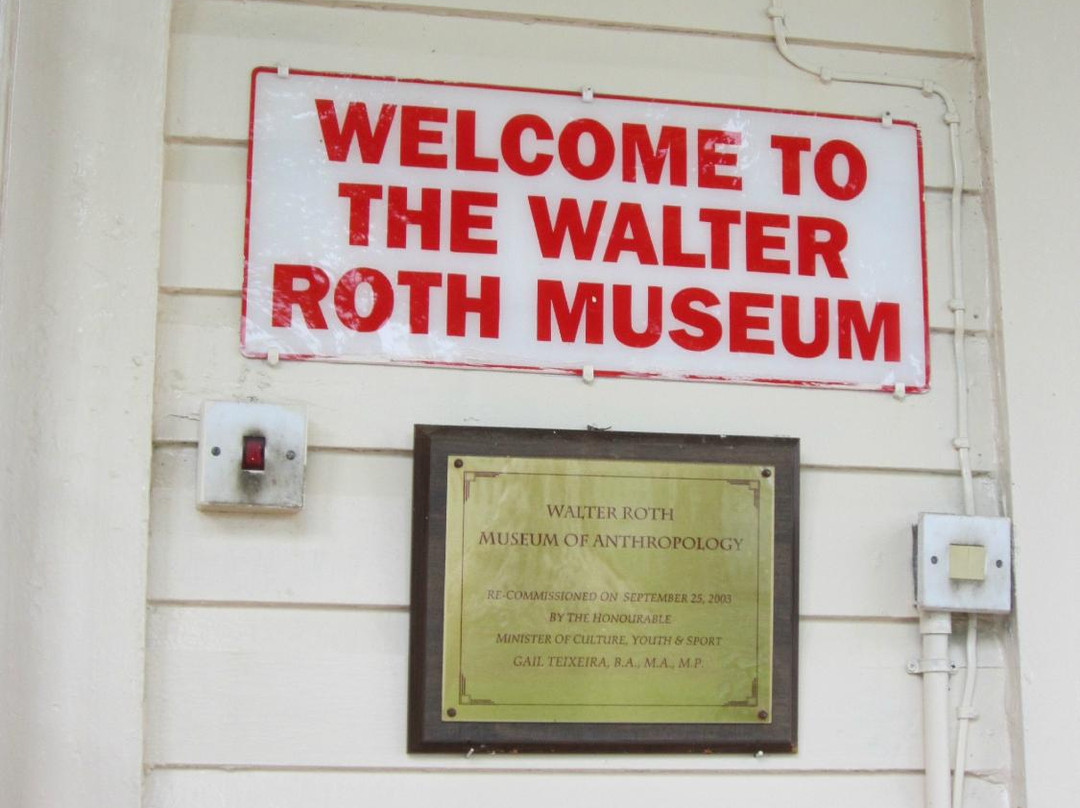 WELCOME TO
THE WALTER
ROTH MUSEUM
WALTER ROTH
MUSEUM OF ANTHROPOLOGY
RE-COMMISSIONED ON SEPTEMBER 25, 2003
BY THE HONOURABLE
MINISTER OF CULTURE, YOUTH & SPORT
GAIL TEIXEIRA, B.A., M.A., M.P.